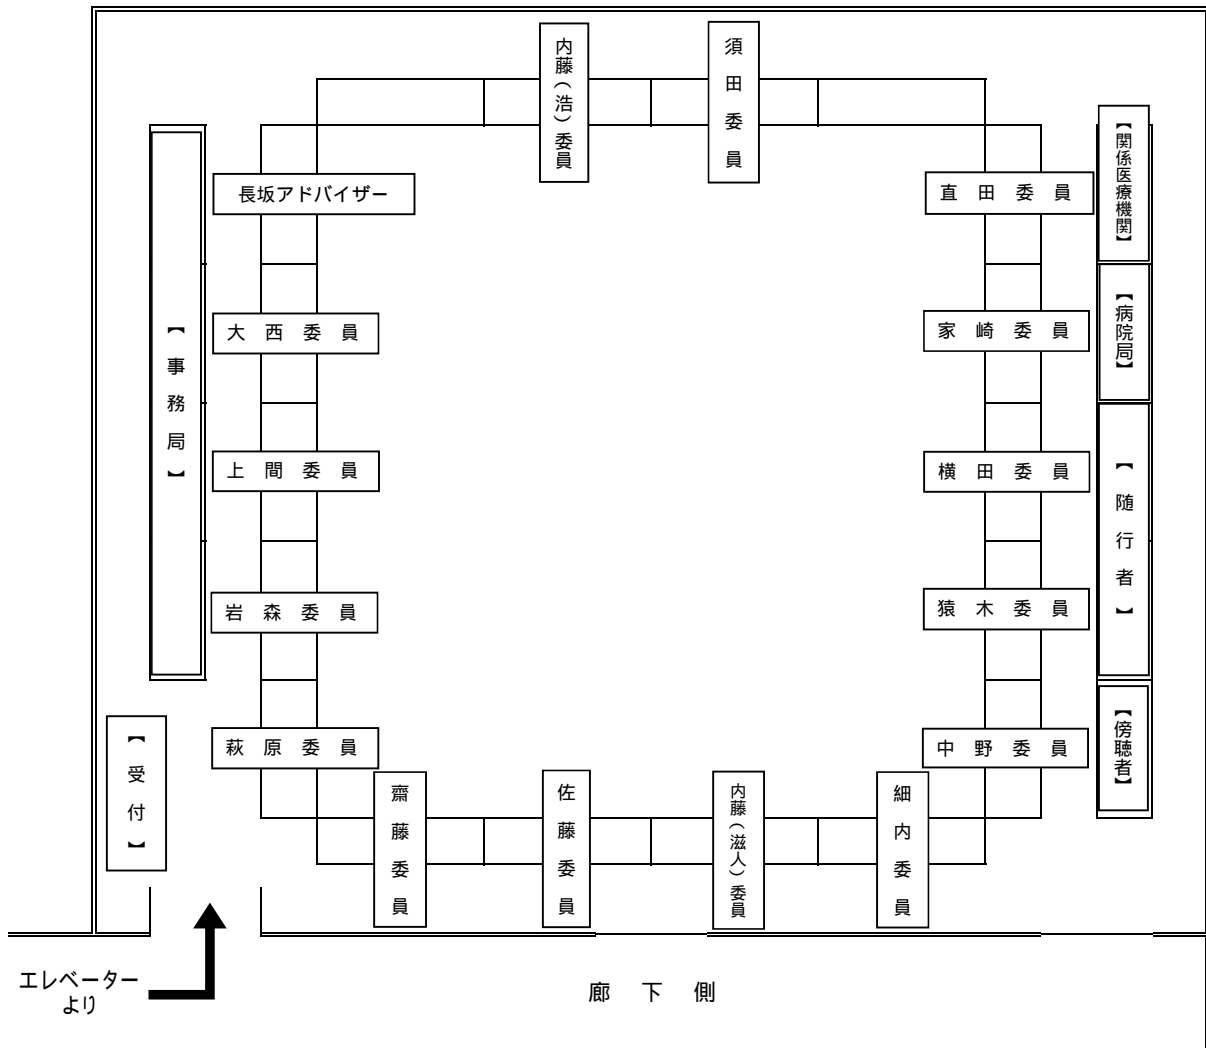 内藤(浩)委員
須田委員
長坂アドバイザー
直田委員
【関係医療機関】
大西委員
家崎委員
【病院局】
【事務局】
上間委員
横田委員
【随行者】
岩森委員
猿木委員
萩原委員
中野委員
【傍聴者】
【受付】
齋藤委員
佐藤委員
内藤(滋人)委員
細内委員
エレベーター
より
廊下側